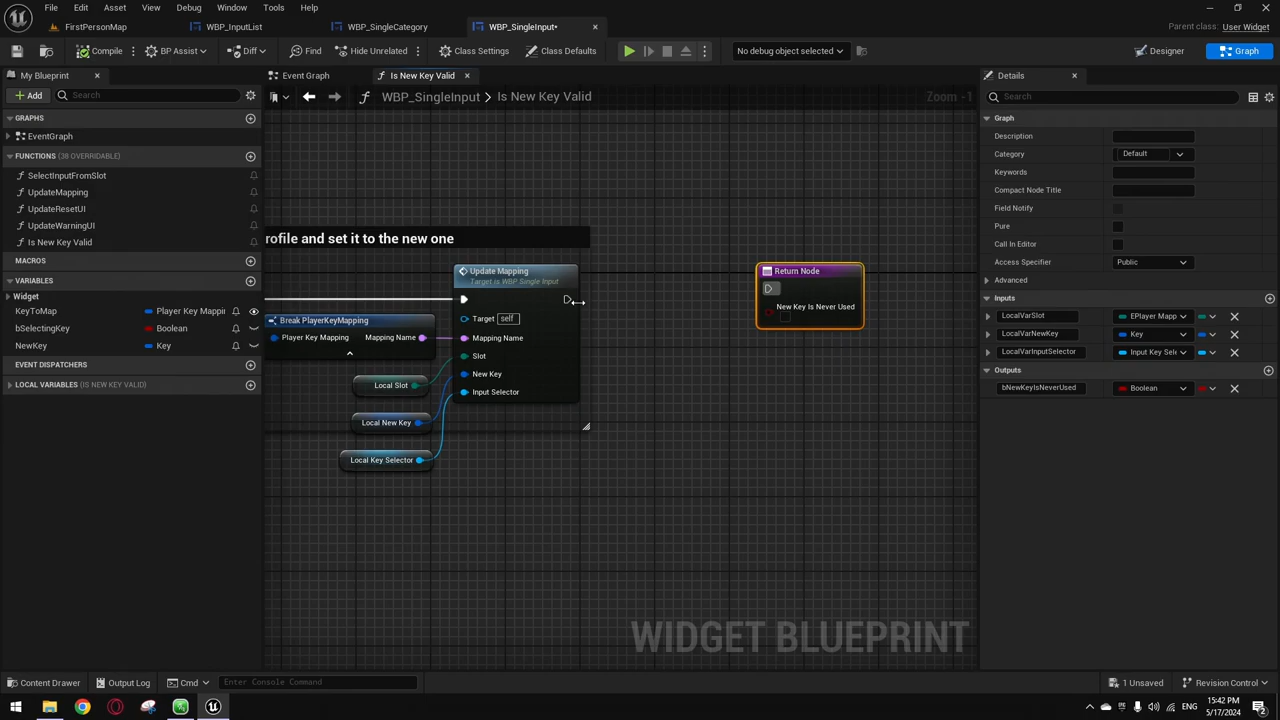 File
Edit
Asset
View
Debug
Window
Tools
Help
Parent class: User Widget
FirstPersonMap
WBP_InputList
WBP_SingleCategory
WBP_SingleInput*
Compile
BP Assist
Diff
Find
Hide Unrelated
Class Settings
Class Defaults
No debug object selected
Designer
Graph
My Blueprint
Event Graph
Is New Key Valid
Details
Add
Search
WBP_SingleInput > Is New Key Valid
Zoom -1
Search
GRAPHS
EventGraph
FUNCTIONS (38 OVERRIDABLE)
SelectInputFromSlot
UpdateMapping
UpdateResetUI
UpdateWarningUI
Is New Key Valid
MACROS
VARIABLES
Widget
KeyToMap
Player Key Mappi
BIselectingKey
Boolean
NewKey
Key
EVENT DISPATCHERS
LOCAL VARIABLES (IS NEW KEY VALID)
rofile and set it to the new one
Update Mapping
Target is WBP Single Input
Target
self
Mapping Name
Slot
New Key
Input Selector
Break PlayerKeyMapping
Player Key Mapping
Mapping Name
Local Slot
Local New Key
Local Key Selector
Return Node
New Key Is Never Used
WIDGET BLUEPRINT
Graph
Description
Category
Default
Keywords
Compact Node Title
Field Notify
Pure
Call In Editor
Access Specifier
Public
Advanced
Inputs
LocalVarSlot
EPlayer Mapp
LocalVarNewKey
Key
LocalVarInputSelector
Input Key Sele
Outputs
bNewKeyIsNeverUsed
Boolean
Content Drawer
Output Log
Cmd
Enter Console Command
1 Unsaved
Revision Control
ENG
15:42 PM
5/17/2024